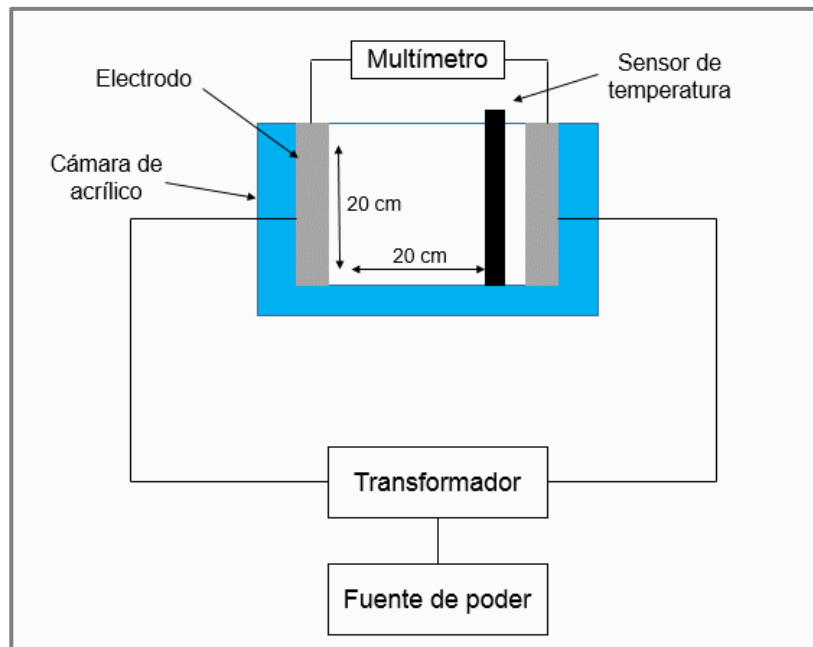 Multímetro
Electrodo
Sensor de
temperatura
Cámara de
acrílico
20 cm
20 cm
Transformador
Fuente de poder